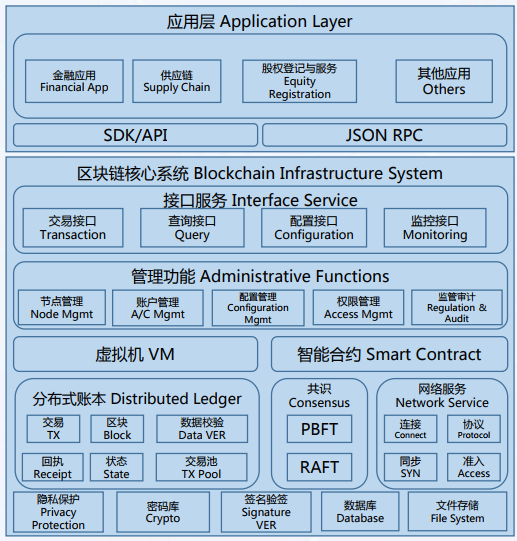 应用层 Application Layer
金融应用
Financial App
供应链
Supply Chain
股权登记与服务
Equity
Registration
其他应用
Others
SDK/API
JSON RPC
区块链核心系统 Blockchain Infrastructure System
接口服务 Interface Service
交易接口
Transaction
查询接口
Query
配置接口
Configuration
监控接口
Monitoring
管理功能 Administrative Functions
节点管理
Node Mgmt
账户管理
A/C Mgmt
配置管理
Configuration
Mgmt
权限管理
Access Mgmt
监管审计
Regulation &
Audit
虚拟机 VM
智能合约 Smart Contract
分布式账本 Distributed Ledger
交易
TX
区块
Block
数据校验
Data VER
回执
Receipt
状态
State
交易池
TX Pool
共识
Consensus
PBFT
RAFT
网络服务
Network Service
连接
Connect
协议
Protocol
同步
SYN
准入
Access
隐私保护
Privacy
Protection
密码库
Crypto
签名验签
Signature
VER
数据库
Database
文件存储
File System